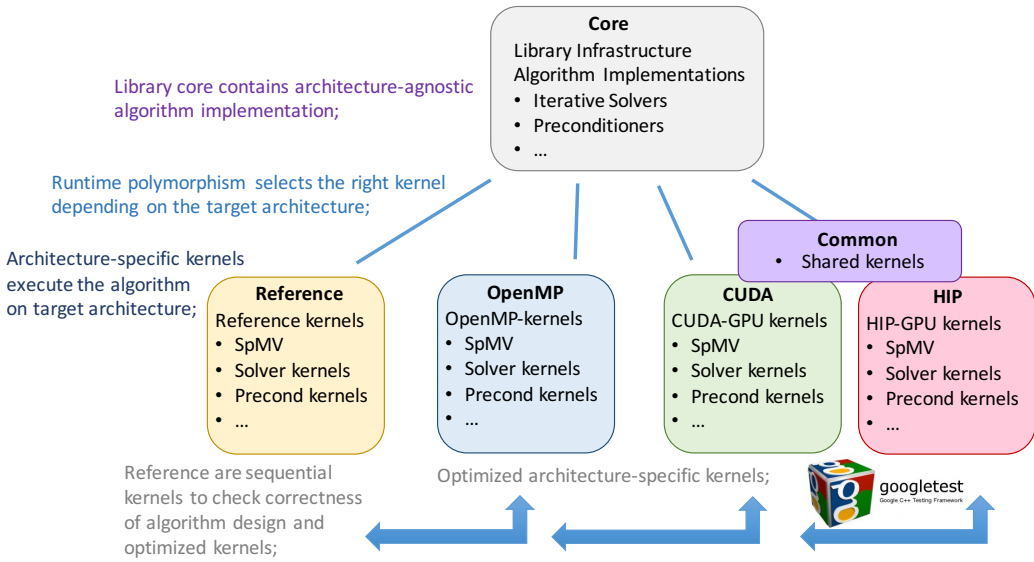 Core
Library Infrastructure
Algorithm Implementations
• Iterative Solvers
• Preconditioners
• ...
Library core contains architecture-agnostic
algorithm implementation;
Runtime polymorphism selects the right kernel
depending on the target architecture;
Architecture-specific kernels
execute the algorithm
on target architecture;
Common
• Shared kernels
Reference
Reference kernels
• SpMV
• Solver kernels
• Precond kernels
• ...
OpenMP
OpenMP-kernels
• SpMV
• Solver kernels
• Precond kernels
• ...
CUDA
CUDA-GPU kernels
• SpMV
• Solver kernels
• Precond kernels
• ...
HIP
HIP-GPU kernels
• SpMV
• Solver kernels
• Precond kernels
• ...
Reference are sequential
kernels to check correctness
of algorithm design and
optimized kernels;
Optimized architecture-specific kernels;
googletest
Google C++ Testing Framework